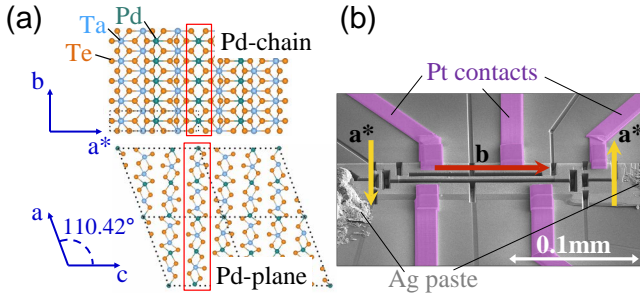 (a)
Ta
Pd
Te
Pd-chain
b
a*
a
110.42°
c
Pd-plane
(b)
Pt contacts
a*
b
a*
0.1mm
Ag paste